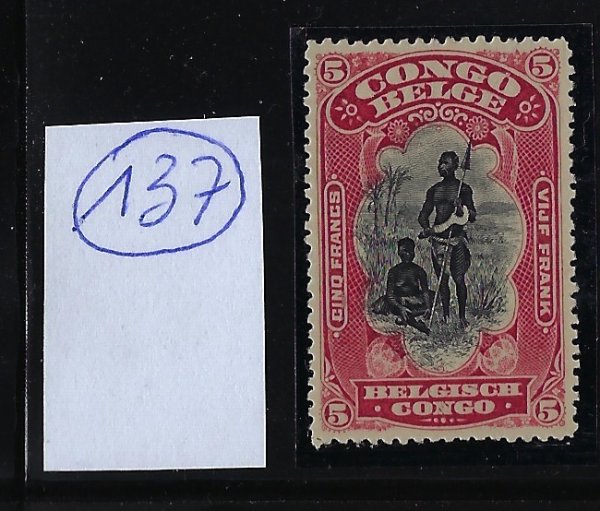 137
5 5
CONGO
BELGE
CINQ FRANCS
VIJF FRANK
BELGISCH
5 · CONGO · 5